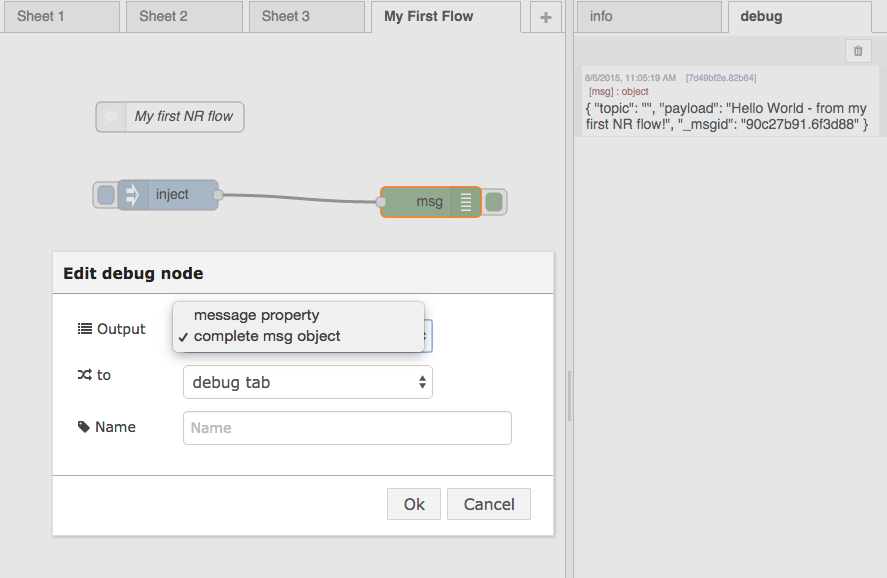 Sheet 1
Sheet 2
Sheet 3
My First Flow
+
info
debug
8/6/2015, 11:05:19 AM [7d49bf2e.82b64]
[msg] : object
{ "topic": "", "payload": "Hello World - from my
first NR flow!", "_msgid": "90c27b91.6f3d88" }
My first NR flow
inject
msg
Edit debug node
Output
message property
✓ complete msg object
to
debug tab
Name
Name
Ok
Cancel